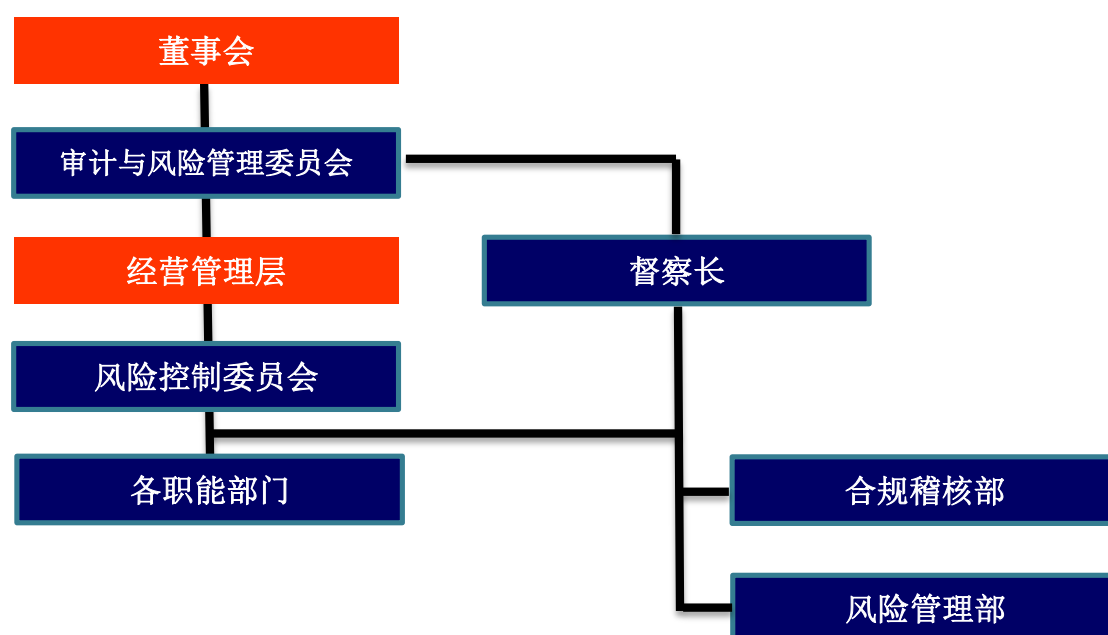 董事会
审计与风险管理委员会
经营管理层
督察长
风险控制委员会
各职能部门
合规稽核部
风险管理部